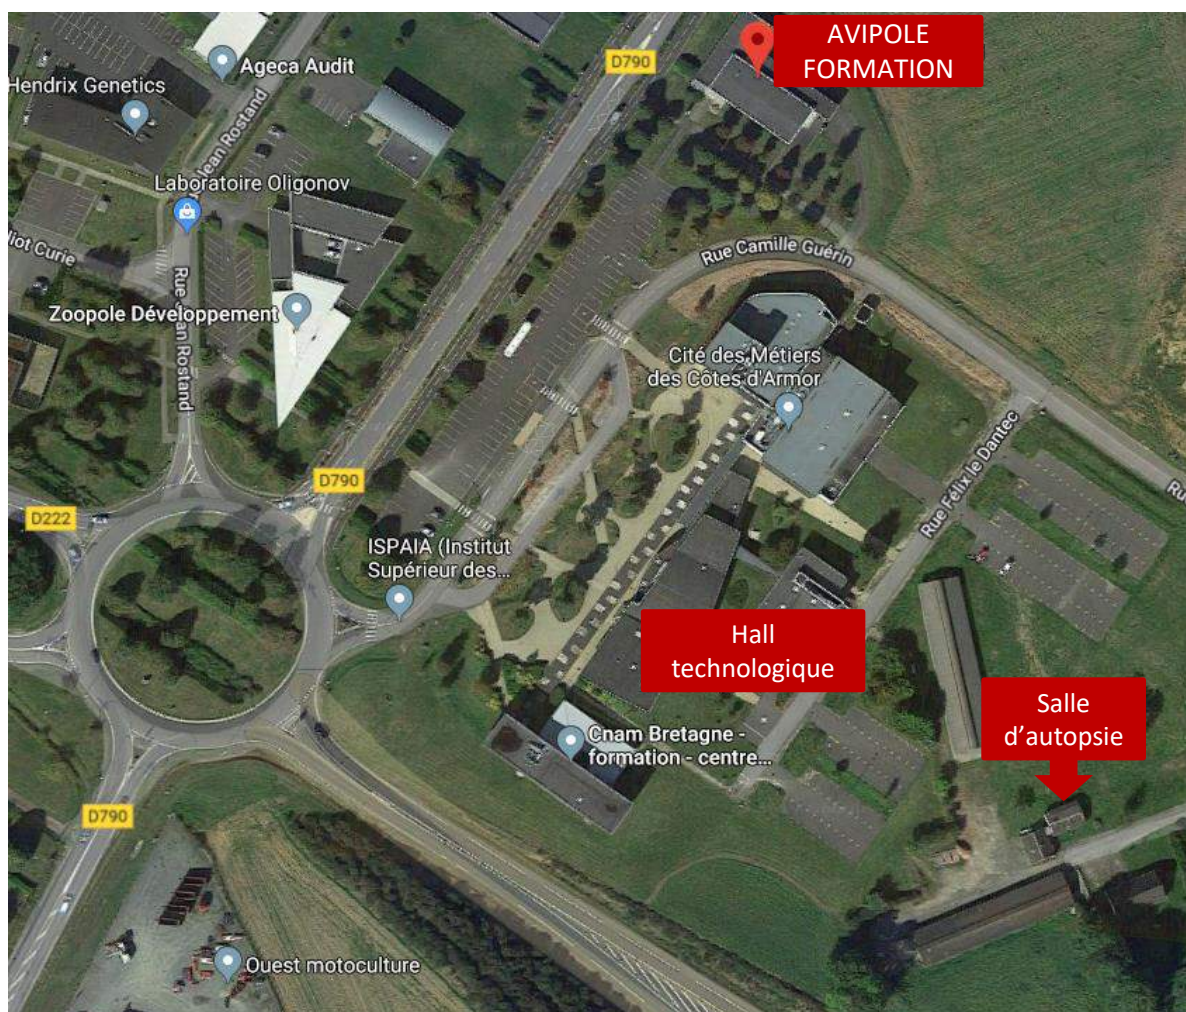 AVIPOLE
FORMATION
D790
Ageca Audit
Hendrix Genetics
Jean Rostand
Laboratoire Oligonov
liot Curie
Rue Camille Guérin
Rue Jean Rostand
Zoopole Développement
Cité des Métiers
des Côtes d'Armor
Rue Félix le Dantec
D790
Ru
D222
ISPAIA (Institut
Supérieur des...
Hall
technologique
Salle
d'autopsie
Cnam Bretagne -
formation - centre...
D790
Ouest motoculture